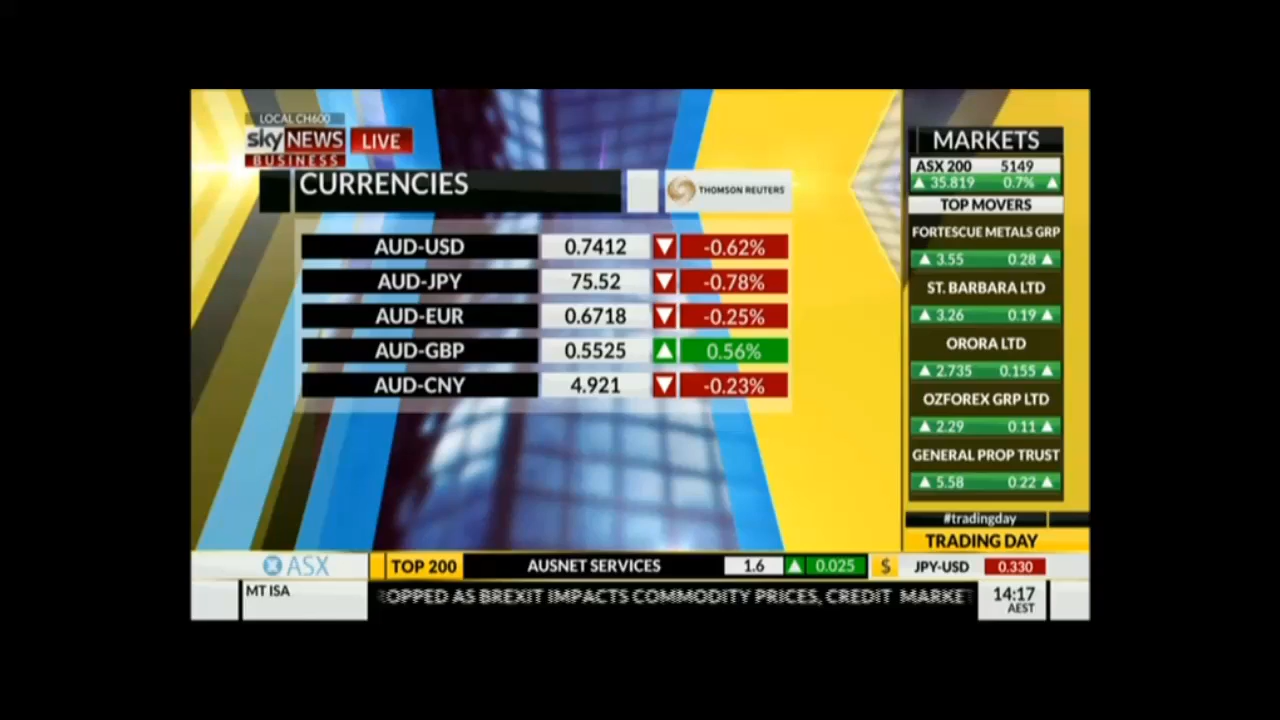 LOCAL CH600
sky NEWS
BUSINESS
LIVE
CURRENCIES
THOMSON REUTERS
AUD-USD 0.7412 ▼ -0.62%
AUD-JPY 75.52 ▼ -0.78%
AUD-EUR 0.6718 ▼ -0.25%
AUD-GBP 0.5525 ▲ 0.56%
AUD-CNY 4.921 ▼ -0.23%
MARKETS
ASX 200 5149
▲ 35.819 0.7% ▲
TOP MOVERS
FORTESCUE METALS GRP
▲ 3.55 0.28 ▲
ST. BARBARA LTD
▲ 3.26 0.19 ▲
ORORA LTD
▲ 2.735 0.155 ▲
OZFOREX GRP LTD
▲ 2.29 0.11 ▲
GENERAL PROP TRUST
▲ 5.58 0.22 ▲
#tradingday
TRADING DAY
ASX TOP 200 AUSNET SERVICES 1.6 ▲ 0.025 $ JPY-USD 0.330
MT ISA
OPPED AS BREXIT IMPACTS COMMODITY PRICES, CREDIT MARKET
14:17
AEST